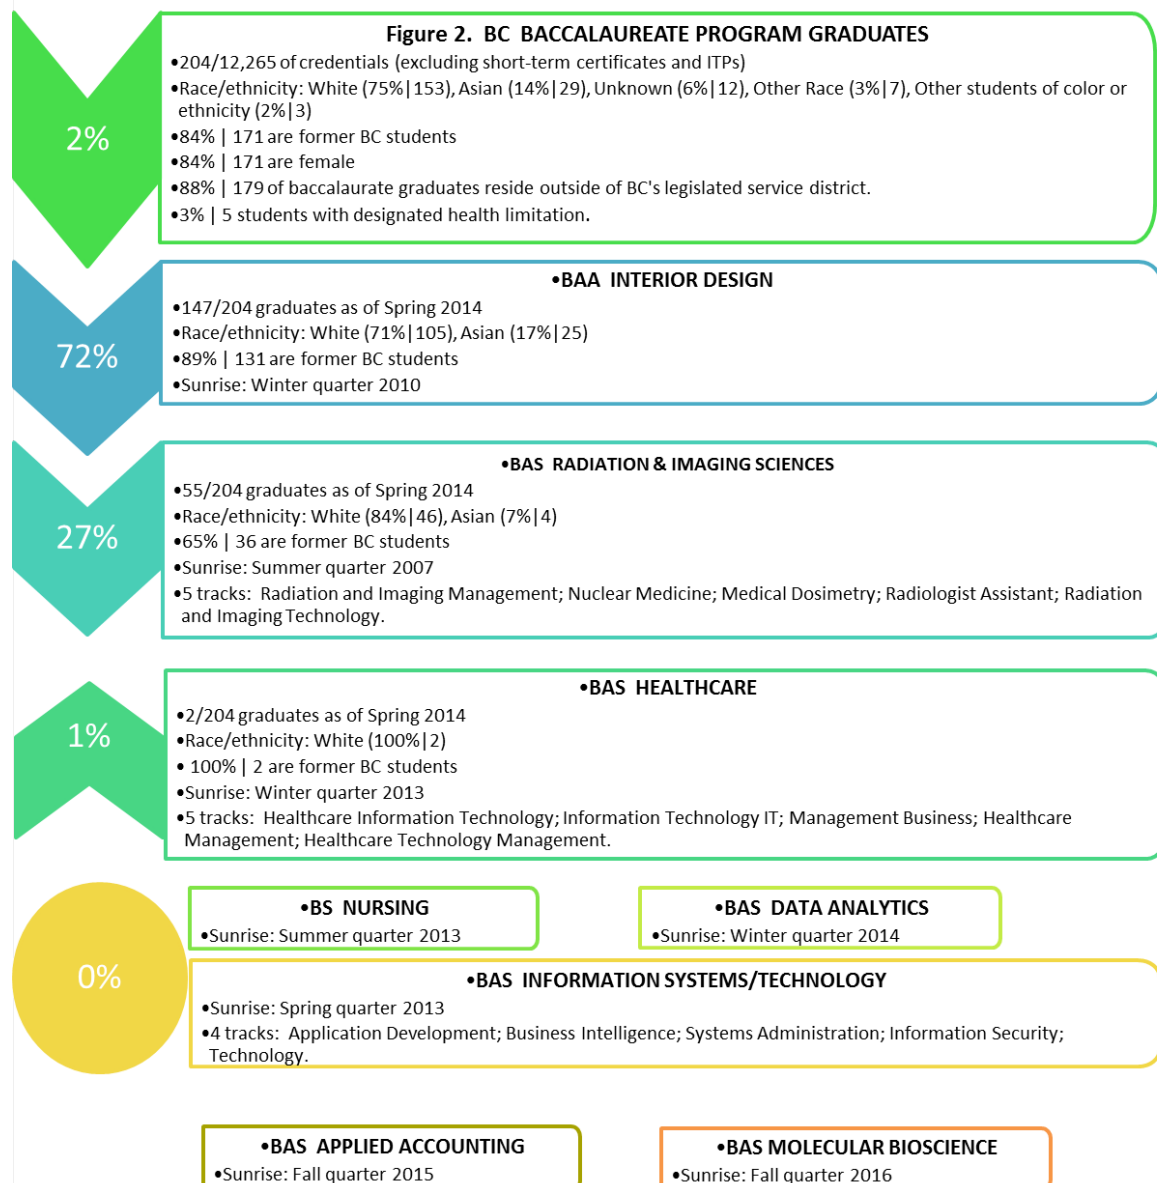 Figure 2.  BC  BACCALAUREATE PROGRAM GRADUATES
2%
•204/12,265 of credentials (excluding short-term certificates and ITPs)
•Race/ethnicity: White (75%|153), Asian (14%|29), Unknown (6%|12), Other Race (3%|7), Other students of color or
ethnicity (2%|3)
•84% | 171 are former BC students
•84% | 171 are female
•88% | 179 of baccalaurate graduates reside outside of BC's legislated service district.
•3% | 5 students with designated health limitation.
72%
•BAA  INTERIOR DESIGN
•147/204 graduates as of Spring 2014
•Race/ethnicity: White (71%|105), Asian (17%|25)
•89% | 131 are former BC students
•Sunrise: Winter quarter 2010
27%
•BAS  RADIATION & IMAGING SCIENCES
•55/204 graduates as of Spring 2014
•Race/ethnicity: White (84%|46), Asian (7%|4)
•65% | 36 are former BC students
•Sunrise: Summer quarter 2007
•5 tracks:  Radiation and Imaging Management; Nuclear Medicine; Medical Dosimetry; Radiologist Assistant; Radiation
and Imaging Technology.
1%
•BAS  HEALTHCARE
•2/204 graduates as of Spring 2014
•Race/ethnicity: White (100%|2)
• 100% | 2 are former BC students
•Sunrise: Winter quarter 2013
•5 tracks:  Healthcare Information Technology; Information Technology IT; Management Business; Healthcare
Management; Healthcare Technology Management.
0%
•BS  NURSING
•Sunrise: Summer quarter 2013
•BAS  DATA ANALYTICS
•Sunrise: Winter quarter 2014
•BAS  INFORMATION SYSTEMS/TECHNOLOGY
•Sunrise: Spring quarter 2013
•4 tracks:  Application Development; Business Intelligence; Systems Administration; Information Security;
Technology.
•BAS  APPLIED ACCOUNTING
•Sunrise: Fall quarter 2015
•BAS MOLECULAR BIOSCIENCE
•Sunrise: Fall quarter 2016